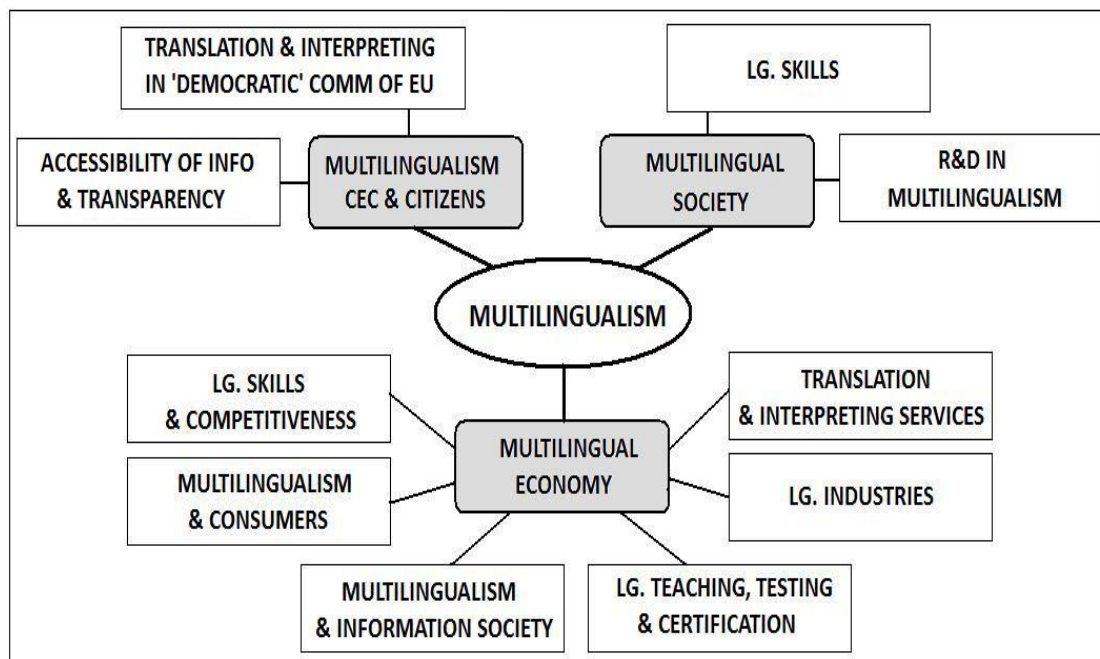 TRANSLATION & INTERPRETING
IN 'DEMOCRATIC' COMM OF EU
LG. SKILLS
ACCESSIBILITY OF INFO
& TRANSPARENCY
MULTILINGUALISM
CEC & CITIZENS
MULTILINGUAL
SOCIETY
R&D IN
MULTILINGUALISM
MULTILINGUALISM
LG. SKILLS
& COMPETITIVENESS
TRANSLATION
& INTERPRETING SERVICES
MULTILINGUAL
ECONOMY
MULTILINGUALISM
& CONSUMERS
LG. INDUSTRIES
MULTILINGUALISM
& INFORMATION SOCIETY
LG. TEACHING, TESTING
& CERTIFICATION